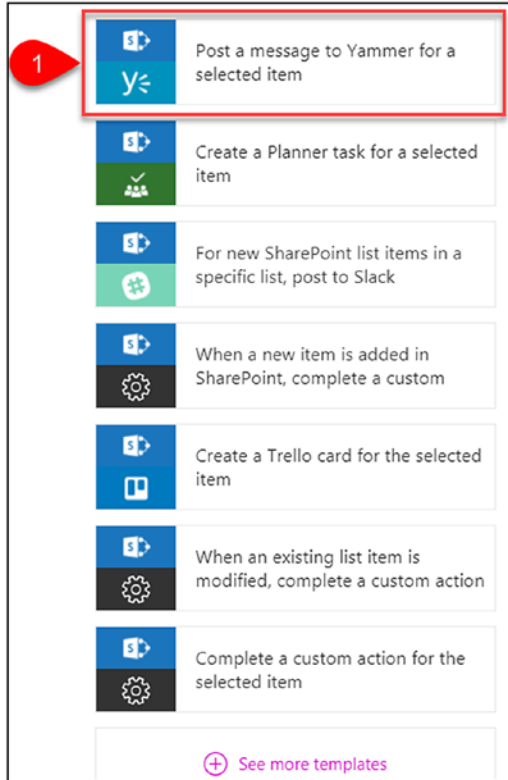 1
Post a message to Yammer for a
selected item
Create a Planner task for a selected
item
For new SharePoint list items in a
specific list, post to Slack
When a new item is added in
SharePoint, complete a custom
Create a Trello card for the selected
item
When an existing list item is
modified, complete a custom action
Complete a custom action for the
selected item
See more templates